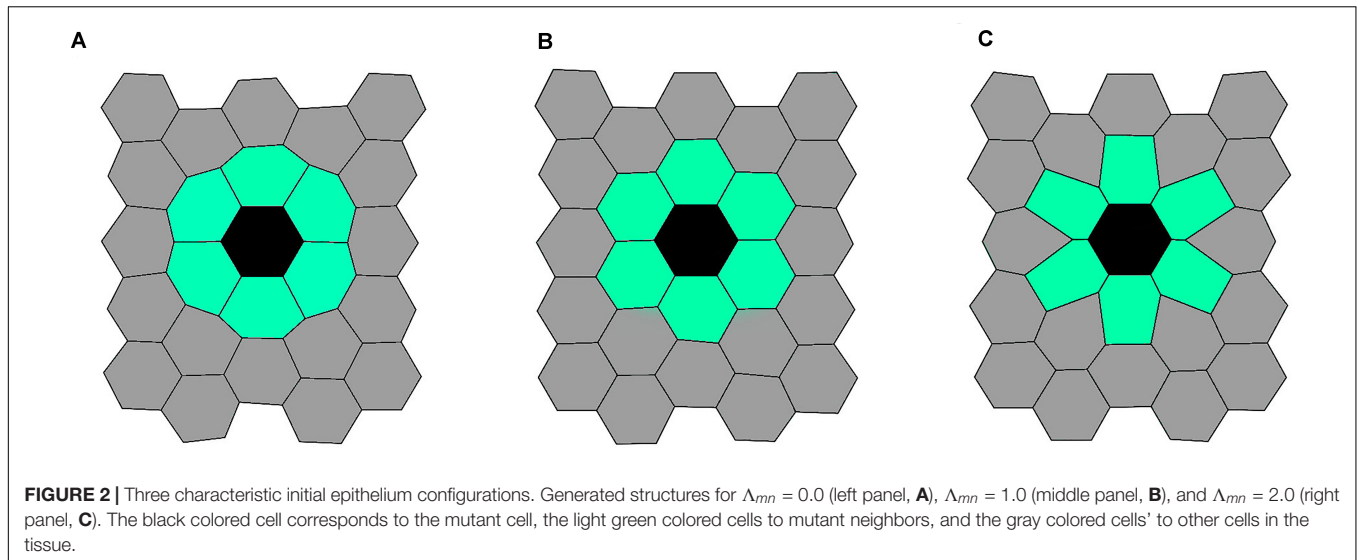 A
B
C
FIGURE 2 | Three characteristic initial epithelium configurations. Generated structures for Λmn = 0.0 (left panel, A), Λmn = 1.0 (middle panel, B), and Λmn = 2.0 (right
panel, C). The black colored cell corresponds to the mutant cell, the light green colored cells to mutant neighbors, and the gray colored cells' to other cells in the
tissue.